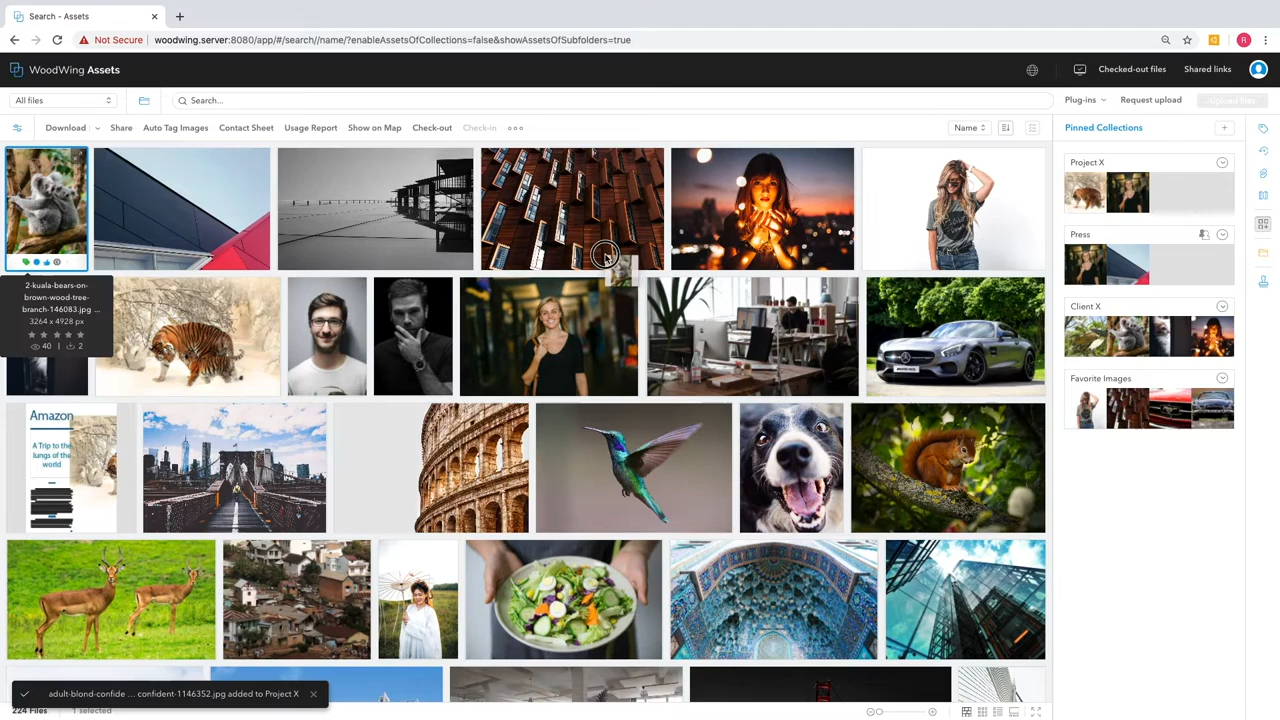 Search - Assets
Not Secure
woodwing.server:8080/app/#/search//name/?enableAssetsOfCollections=false&showAssetsOfSubfolders=true
WoodWing Assets
Checked-out files
Shared links
All files
Search...
Plug-ins
Request upload
Upload files
Download
Share
Auto Tag Images
Contact Sheet
Usage Report
Show on Map
Check-out
Check-in
Name
Pinned Collections
Project X
Press
Client X
Favorite Images
2-kuala-bears-on-
brown-wood-tree-
branch-146083.jpg ...
3264 x 4928 px
40 | 2
Amazon
A Trip to the
lungs of the
world
adult-blond-confide ... confident-1146352.jpg added to Project X
224 Files
1 selected